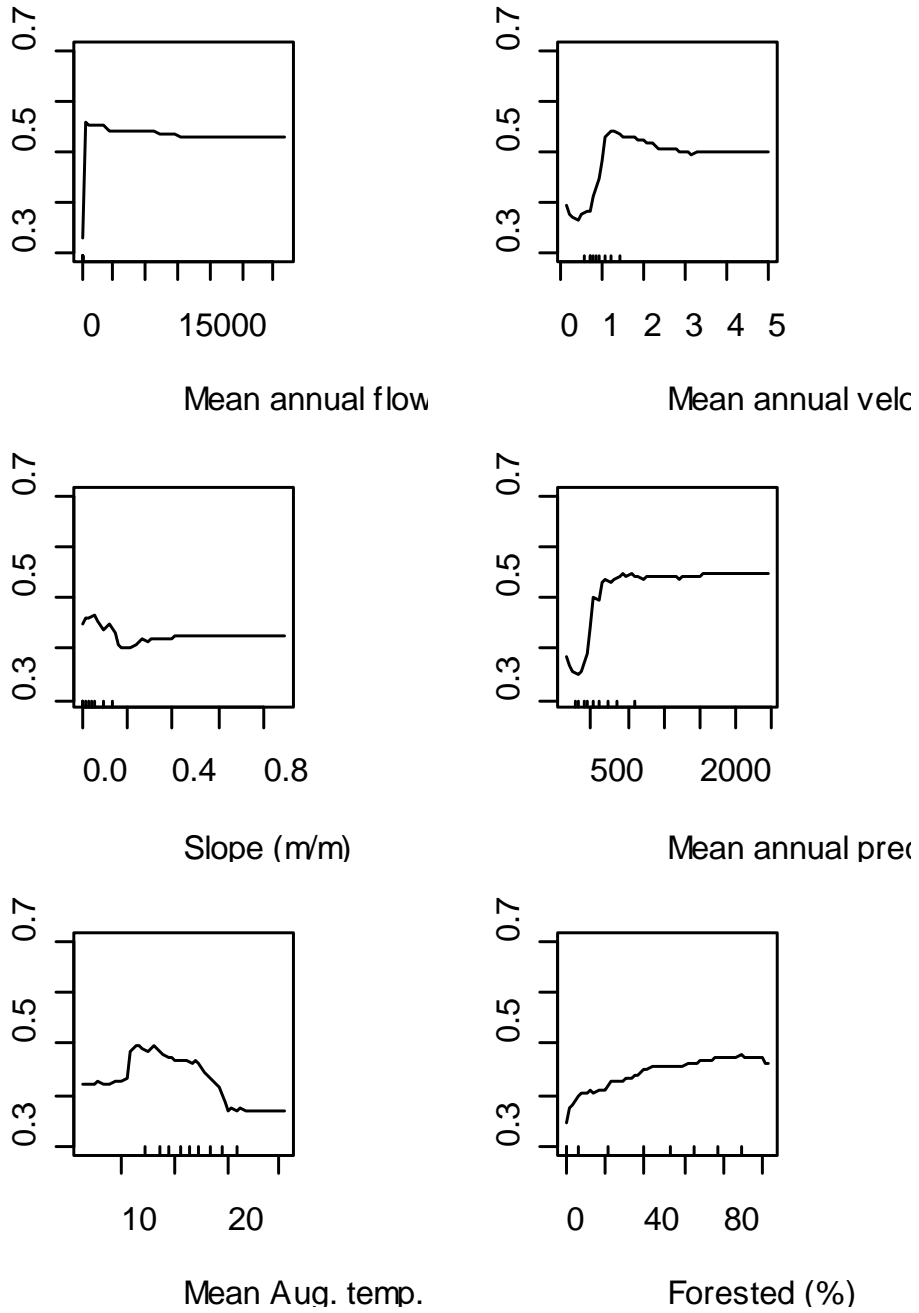 0.3 0.5 0.7
0 15000
Mean annual flow
0.3 0.5 0.7
0 1 2 3 4 5
Mean annual velo
0.3 0.5 0.7
0.0 0.4 0.8
Slope (m/m)
0.3 0.5 0.7
500 2000
Mean annual prec
0.3 0.5 0.7
10 20
Mean Aug. temp.
0.3 0.5 0.7
0 40 80
Forested (%)